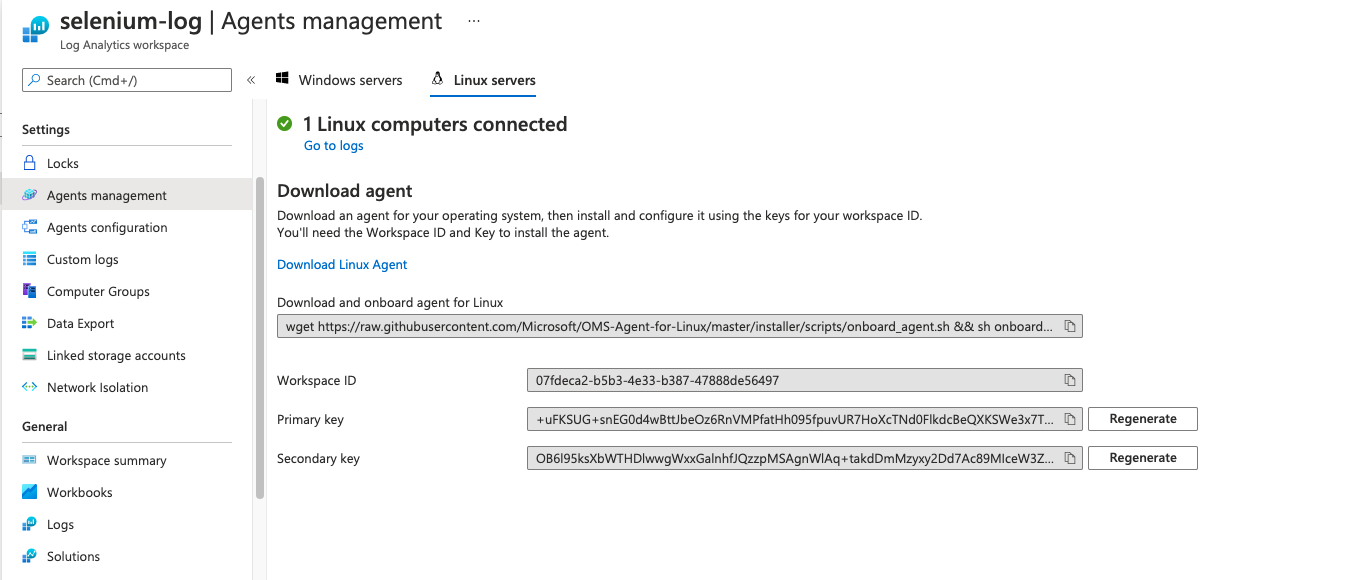 selenium-log | Agents management ...
Log Analytics workspace
Search (Cmd+/)
«
Windows servers
Linux servers
Settings
Locks
Agents management
Agents configuration
Custom logs
Computer Groups
Data Export
Linked storage accounts
Network Isolation
General
Workspace summary
Workbooks
Logs
Solutions
1 Linux computers connected
Go to logs
Download agent
Download an agent for your operating system, then install and configure it using the keys for your workspace ID.
You'll need the Workspace ID and Key to install the agent.
Download Linux Agent
Download and onboard agent for Linux
wget https://raw.githubusercontent.com/Microsoft/OMS-Agent-for-Linux/master/installer/scripts/onboard_agent.sh && sh onboard...
Workspace ID
07fdeca2-b5b3-4e33-b387-47888de56497
Primary key
Regenerate
Secondary key
Regenerate